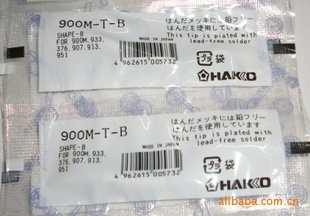 900M-T-B
SHAPE-B
FOR 900M.933.
376.907.913.
951
MADE IN JAPAN
4 962615 005732
はんだメッキには鉛フリー
はんだを使用しています
This tip is plated with
lead-free solder
プラ
袋
HAKKO
900M-T-B
SHAPE-B
FOR 900M.933.
376.907.913.
951
MADE IN JAPAN
4 962615 005732
はんだメッキには鉛フリー
はんだを使用しています
This tip is plated with
lead-free solder
プラ
袋
HAKKO
alibaba.com.cn